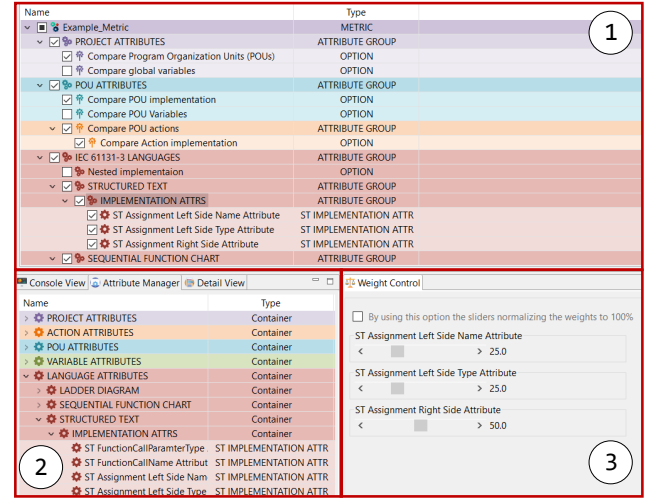 Name Type
Example_Metric METRIC
PROJECT ATTRIBUTES ATTRIBUTE GROUP
Compare Program Organization Units (POUs) OPTION
Compare global variables OPTION
POU ATTRIBUTES ATTRIBUTE GROUP
Compare POU implementation OPTION
Compare POU Variables OPTION
Compare POU actions ATTRIBUTE GROUP
Compare Action implementation OPTION
IEC 61131-3 LANGUAGES ATTRIBUTE GROUP
Nested implementaion OPTION
STRUCTURED TEXT ATTRIBUTE GROUP
IMPLEMENTATION ATTRS ATTRIBUTE GROUP
ST Assignment Left Side Name Attribute ST IMPLEMENTATION ATTR
ST Assignment Left Side Type Attribute ST IMPLEMENTATION ATTR
ST Assignment Right Side Attribute ST IMPLEMENTATION ATTR
SEQUENTIAL FUNCTION CHART ATTRIBUTE GROUP
1
Console View Attribute Manager Detail View
Name Type
PROJECT ATTRIBUTES Container
ACTION ATTRIBUTES Container
POU ATTRIBUTES Container
VARIABLE ATTRIBUTES Container
LANGUAGE ATTRIBUTES Container
LADDER DIAGRAM Container
SEQUENTIAL FUNCTION CHART Container
STRUCTURED TEXT Container
IMPLEMENTATION ATTRS Container
ST FunctionCallParamterType . ST IMPLEMENTATION ATTR
ST FunctionCallName Attribut ST IMPLEMENTATION ATTR
ST Assignment Left Side Nam ST IMPLEMENTATION ATTR
ST Assignment Left Side Type ST IMPLEMENTATION ATTR
2
Weight Control
By using this option the sliders normalizing the weights to 100%
ST Assignment Left Side Name Attribute
< > 25.0
ST Assignment Left Side Type Attribute
< > 25.0
ST Assignment Right Side Attribute
< > 50.0
3